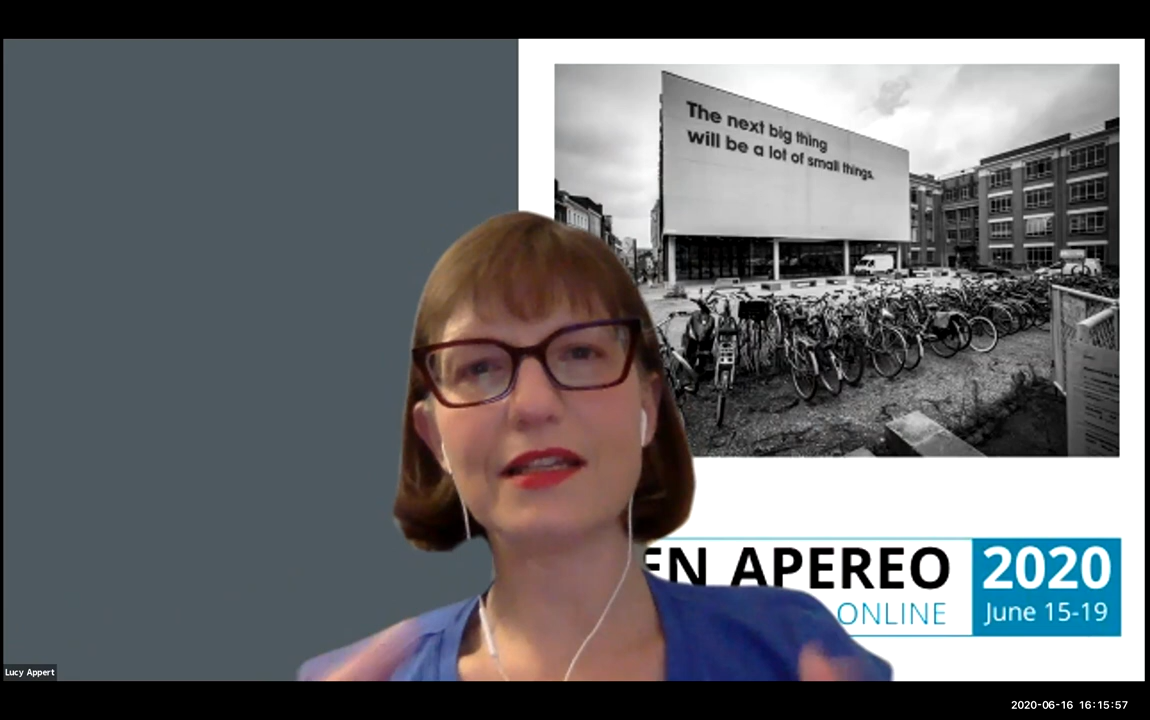 The next big thing
will be a lot of small things.
EN APEREO
2020
ONLINE
June 15-19
Lucy Appert
2020-06-16 16:15:57